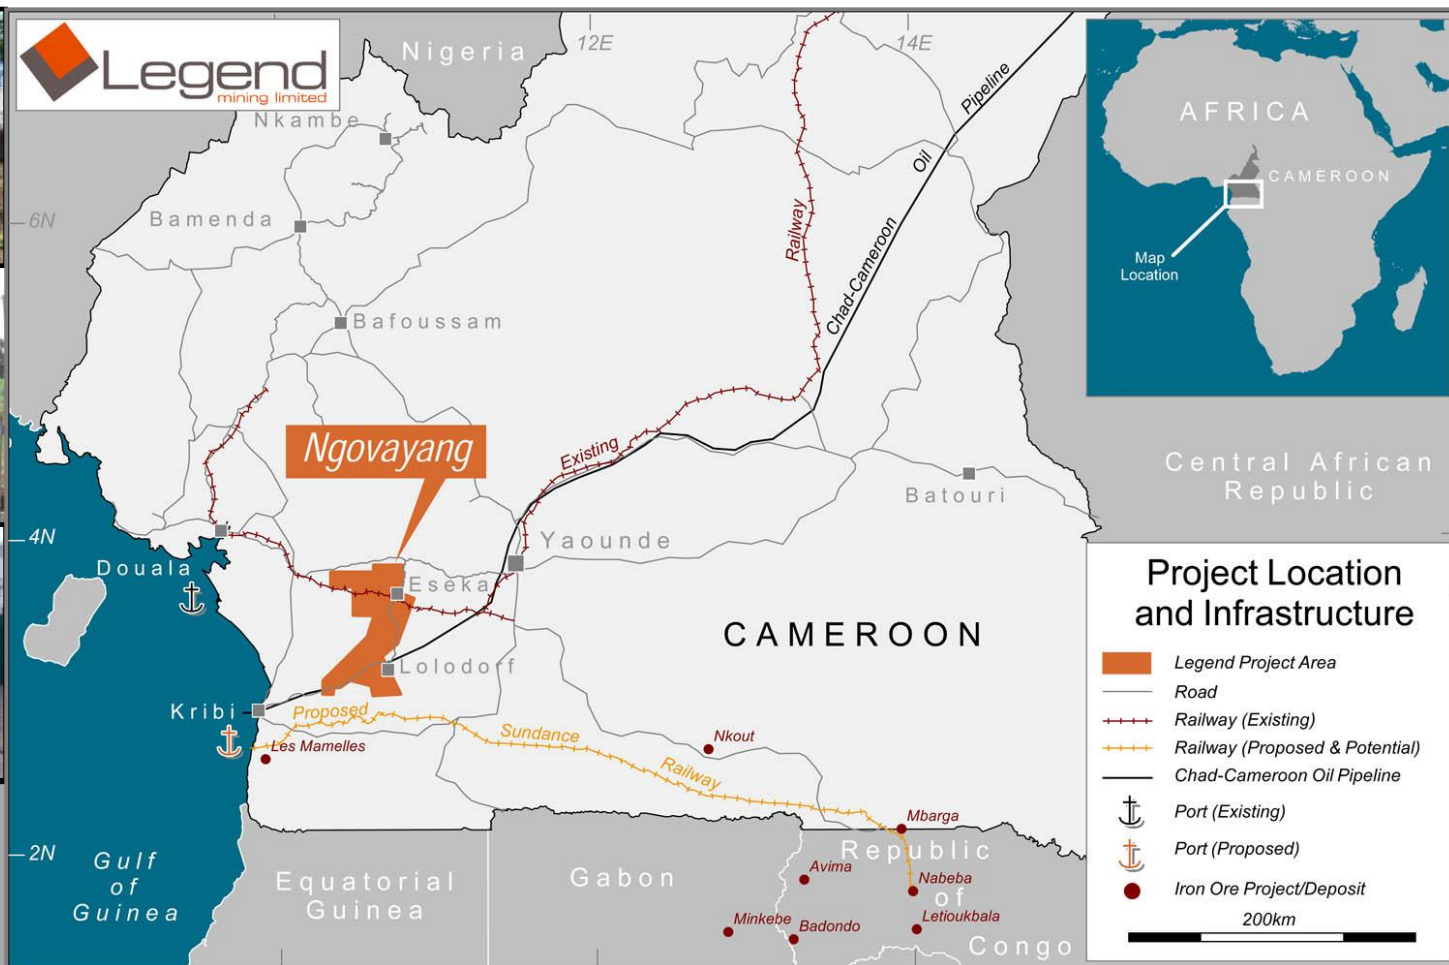 Legend
mining limited
Nigeria
12E
14E
Nkambe
Bamenda
6N
Bafoussam
Railway
Chad-Cameroon
Oil
Pipeline
AFRICA
CAMEROON
Map
Location
Ngovayang
Existing
Batouri
Central African
Republic
4N
Douala
Yaounde
Eseka
CAMEROON
Lolodorf
Kribi
Proposed
Sundance
Railway
Les Mamelles
Nkout
Mbarga
2N
Gulf
of
Guinea
Equatorial
Guinea
Gabon
Republic
of
Congo
Avima
Nabeba
Minkebe
Badondo
Letioukbala
Project Location
and Infrastructure
Legend Project Area
Road
Railway (Existing)
Railway (Proposed & Potential)
Chad-Cameroon Oil Pipeline
Port (Existing)
Port (Proposed)
Iron Ore Project/Deposit
200km